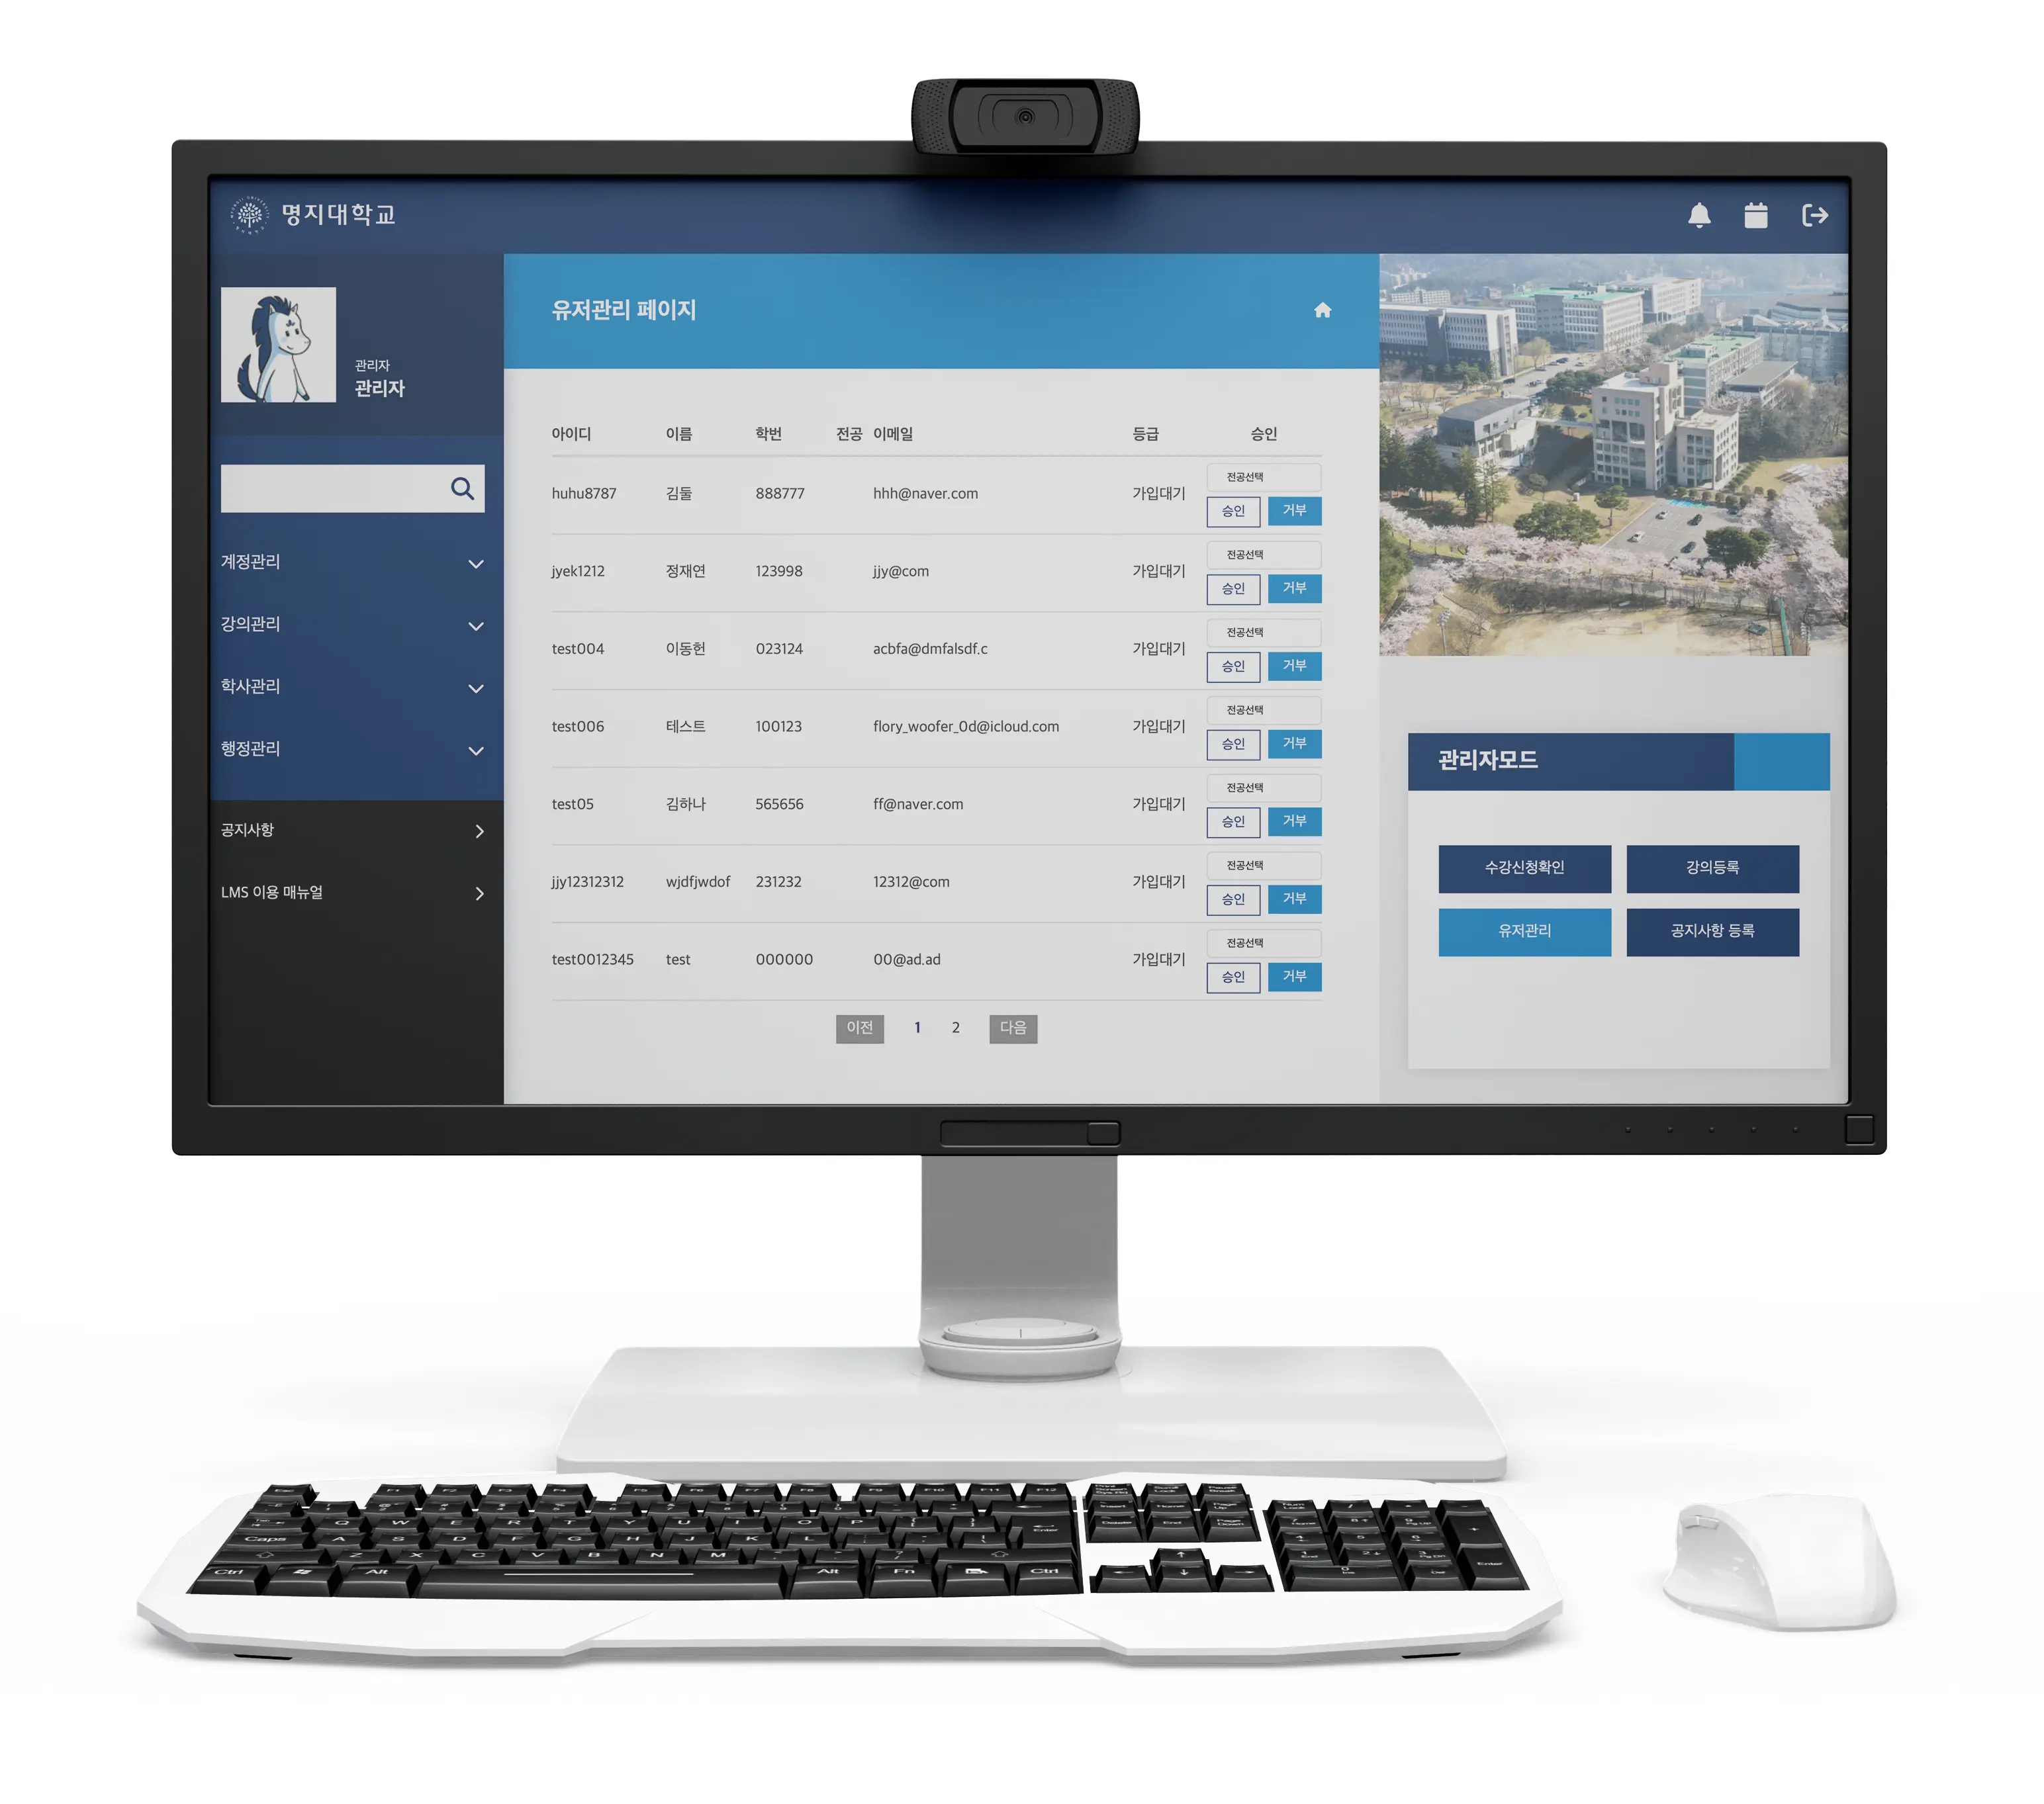 명지대학교
관리자
관리자
계정관리
강의관리
학사관리
행정관리
공지사항
LMS 이용 매뉴얼
유저관리 페이지
아이디 이름 학번 전공 이메일 등급 승인
전공선택
huhu8787 김둘 888777 hhh@naver.com 가입대기
승인 거부
전공선택
jyek1212 정재연 123998 jjy@com 가입대기
승인 거부
전공선택
test004 이동헌 023124 acbfa@dmfalsdf.c 가입대기
승인 거부
전공선택
test006 테스트 100123 flory_woofer_0d@icloud.com 가입대기
승인 거부
전공선택
test05 김하나 565656 ff@naver.com 가입대기
승인 거부
전공선택
jjy12312312 wjdfjwdof 231232 12312@com 가입대기
승인 거부
전공선택
test0012345 test 000000 00@ad.ad 가입대기
승인 거부
이전 1 2 다음
관리자모드
수강신청확인 강의등록
유저관리 공지사항 등록
Q W E R T Y U I O P
Caps A S D F G H J K L Enter
Z X C V B N M
Ctrl Alt Alt Fn Ctrl